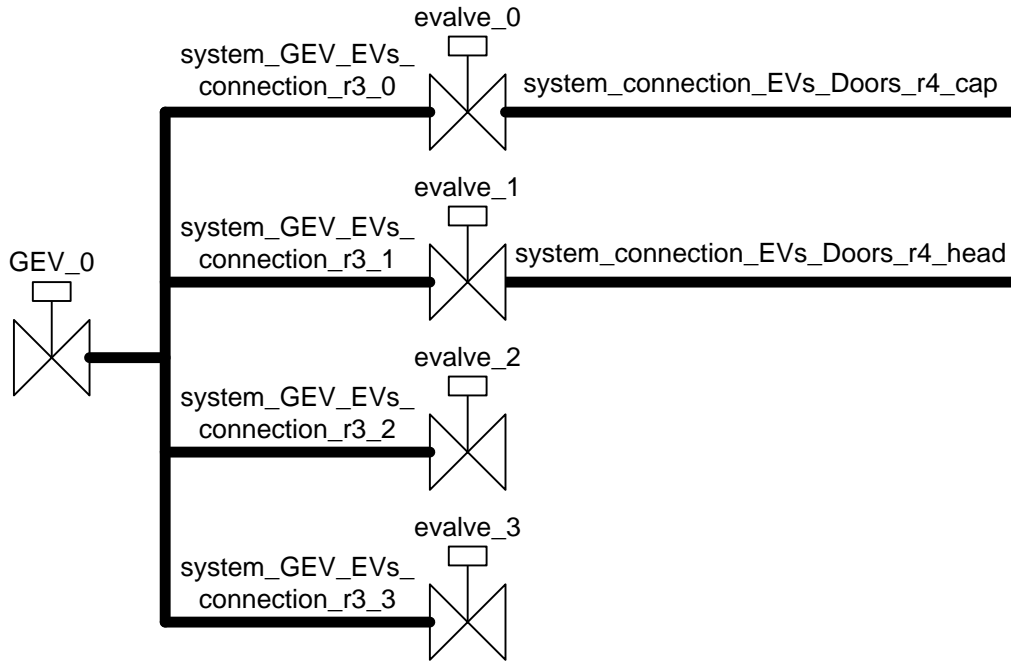 evalve_0
system_GEV_EVs_
connection_r3_0
system_connection_EVs_Doors_r4_cap
evalve_1
system_GEV_EVs_
connection_r3_1
system_connection_EVs_Doors_r4_head
GEV_0
evalve_2
system_GEV_EVs_
connection_r3_2
evalve_3
system_GEV_EVs_
connection_r3_3